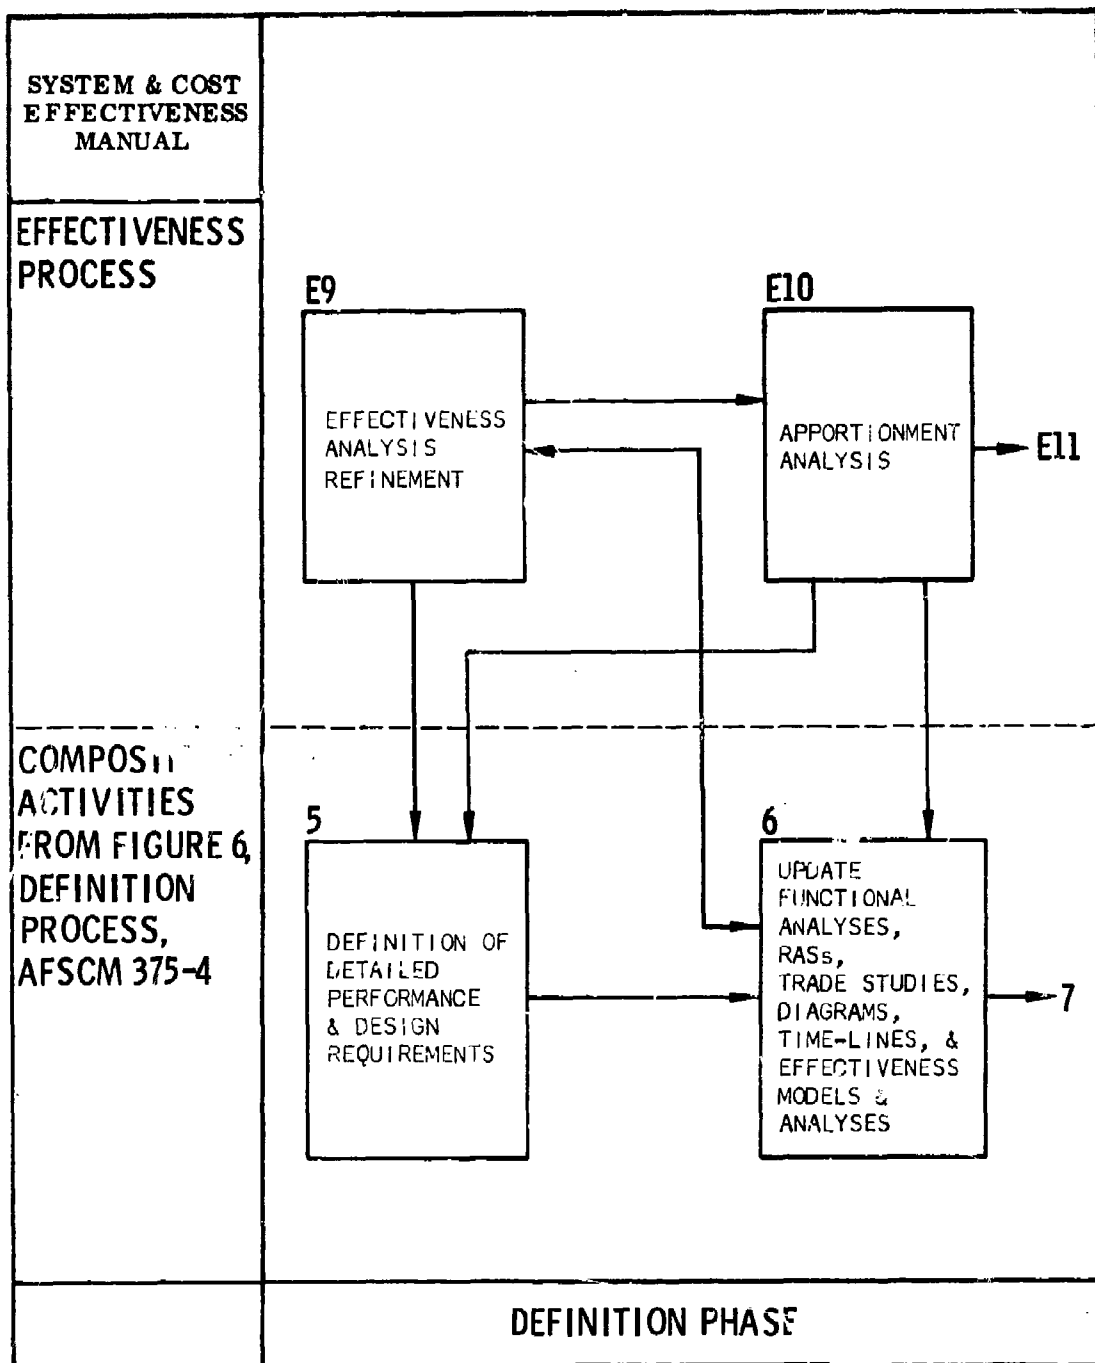 SYSTEM & COST
EFFECTIVENESS
MANUAL
EFFECTIVENESS
PROCESS
E9
EFFECTIVENESS
ANALYSIS
REFINEMENT
E10
APPORTIONMENT
ANALYSIS
E11
ACTIVITIES
FROM FIGURE 6,
DEFINITION
PROCESS,
AFSCM 375-4
5
DEFINITION OF
DETAILED
PERFORMANCE
& DESIGN
REQUIREMENTS
6
UPDATE
FUNCTIONAL
ANALYSES,
RASs,
TRADE STUDIES,
DIAGRAMS,
TIME-LINES, &
EFFECTIVENESS
MODELS &
ANALYSES
7
DEFINITION PHASE